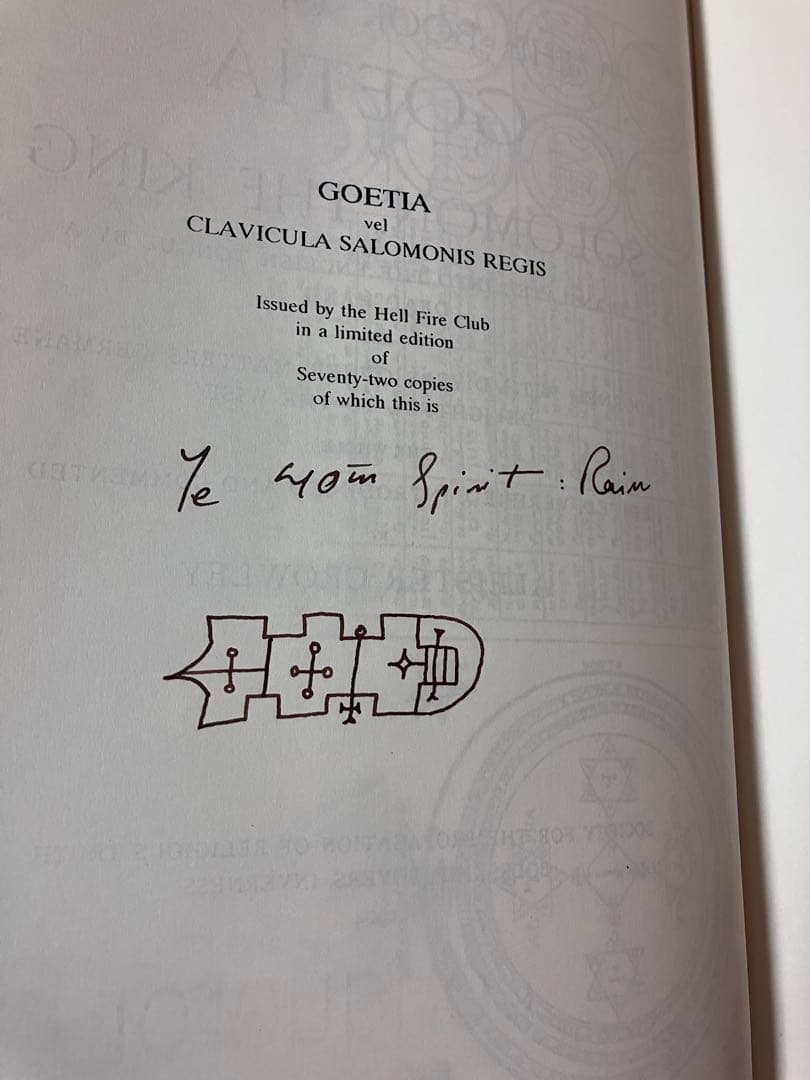 GOETIA
vel
CLAVICULA SALOMONIS REGIS
Issued by the Hell Fire Club
in a limited edition
of
Seventy-two copies
of which this is
Ye 40th Spirit : Raim